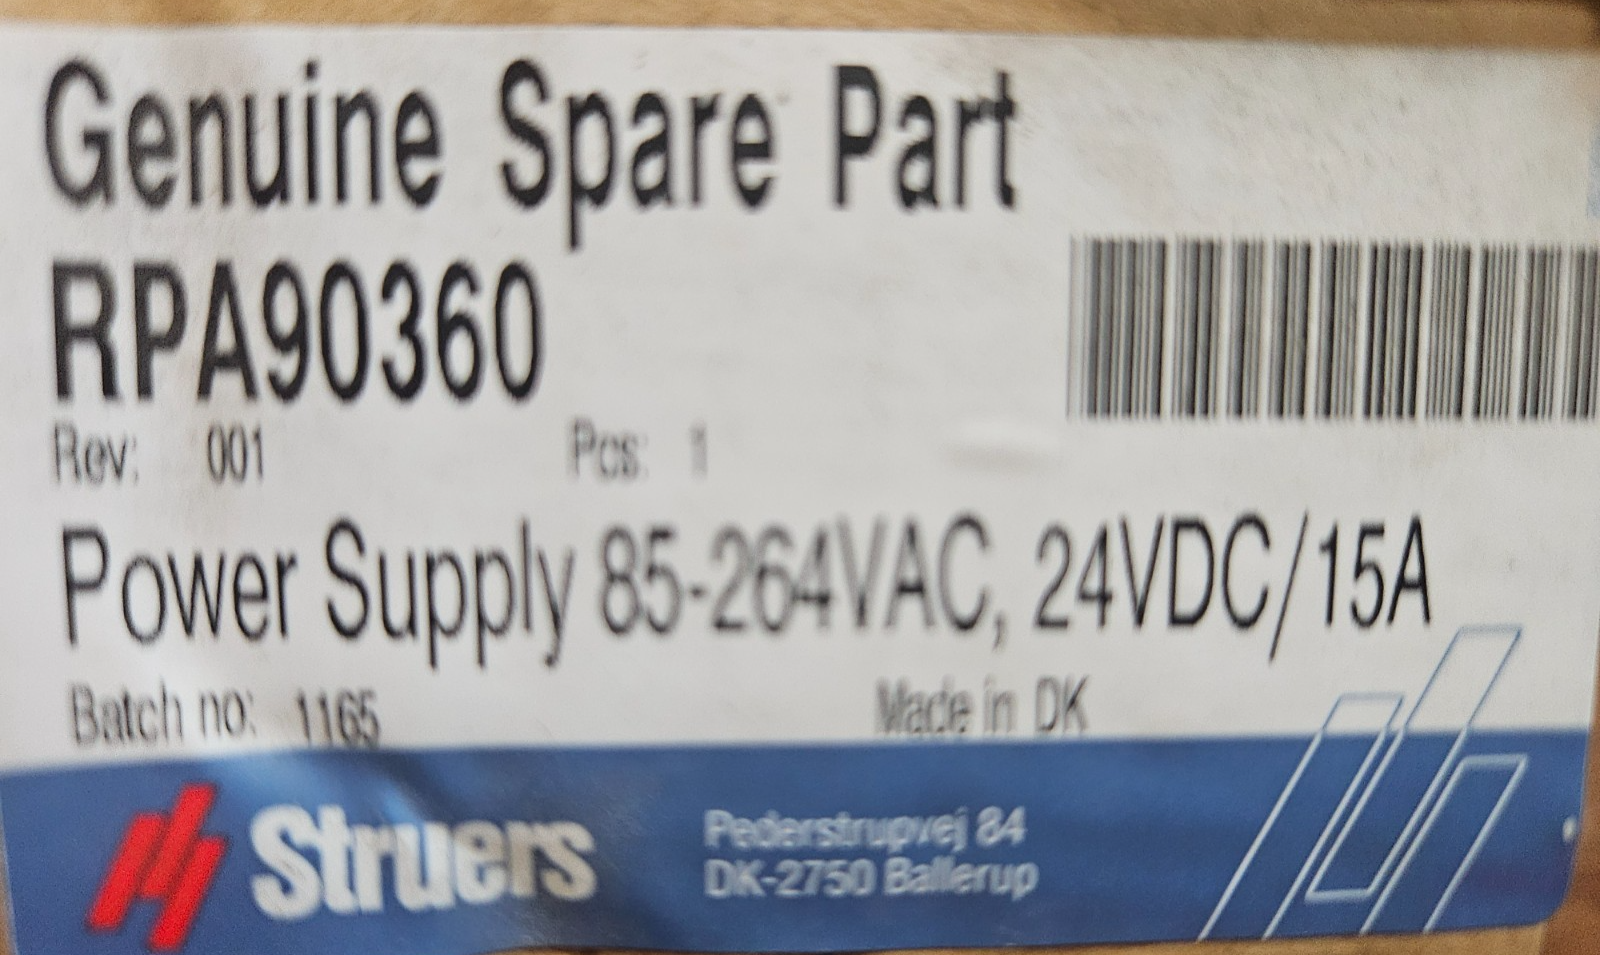 Genuine Spare Part
RPA90360
Rev: 001 Pcs: 1
Power Supply 85-264VAC, 24VDC/15A
Batch no: 1165 Made in DK
Struers
Pederstrupvej 84
DK-2750 Ballerup